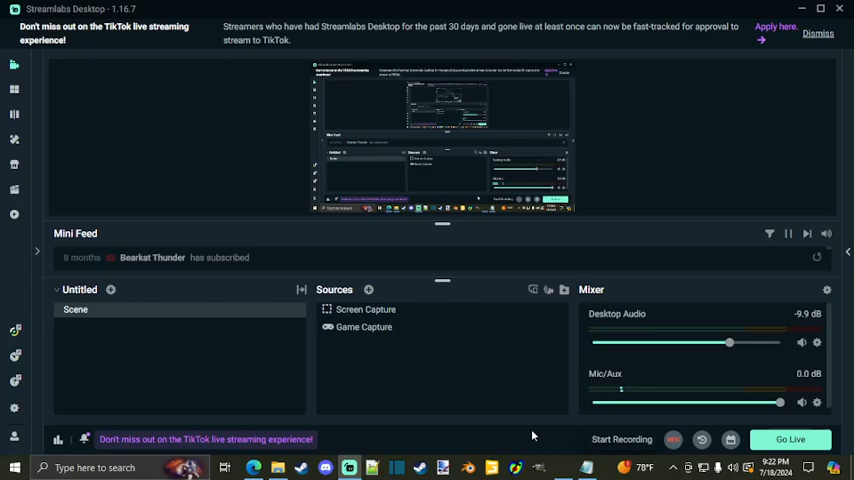 Streamlabs Desktop - 1.16.7
Don't miss out on the TikTok live streaming
experience!
Streamers who have had Streamlabs Desktop for the past 30 days and gone live at least once can now be fast-tracked for approval to
stream to TikTok.
Apply here.
Dismiss
Mini Feed
8 months Bearkat Thunder has subscribed
Untitled
Sources
Mixer
Scene
Screen Capture
Game Capture
Desktop Audio -9.9 dB
Mic/Aux 0.0 dB
Don't miss out on the TikTok live streaming experience!
Start Recording
REC
Go Live
Type here to search
78°F
9:22 PM
7/18/2024